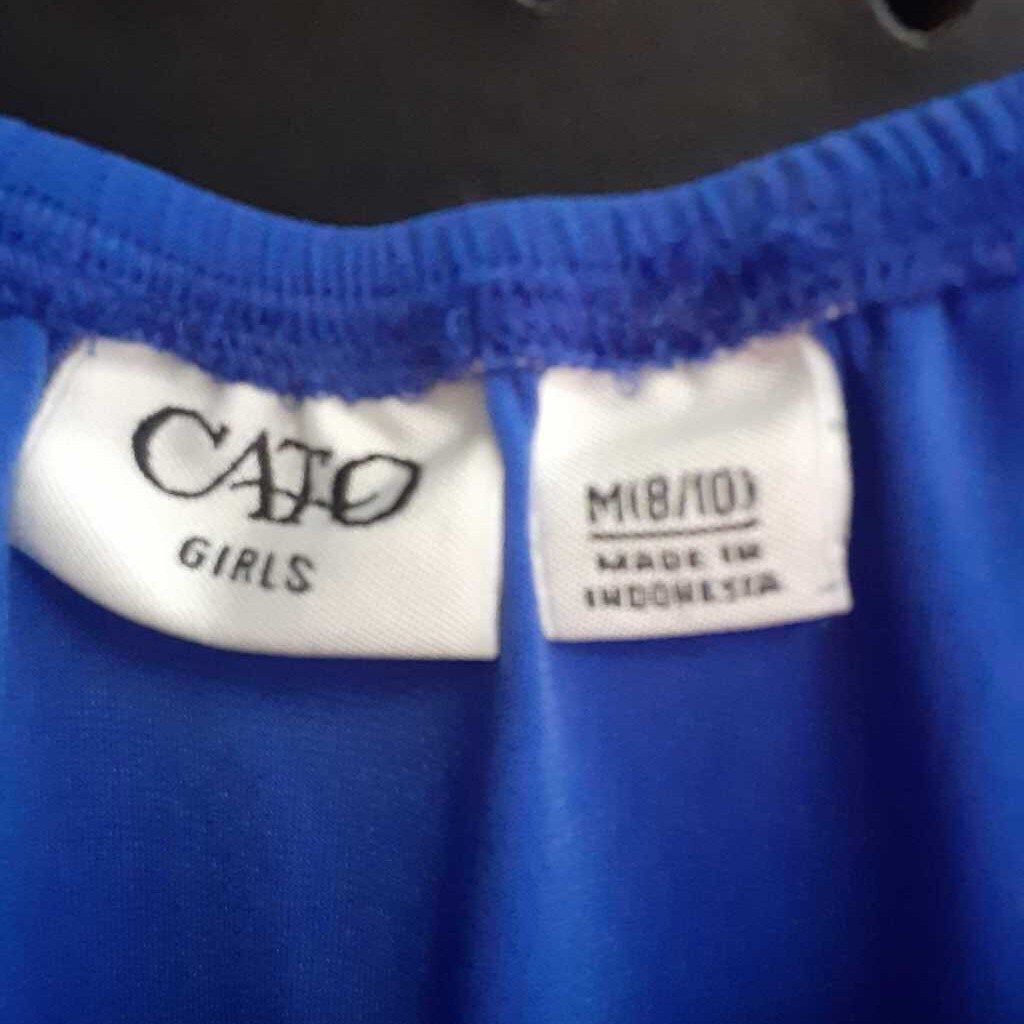 CATO
GIRLS
M(8/10)
MADE IN
INDONESIA